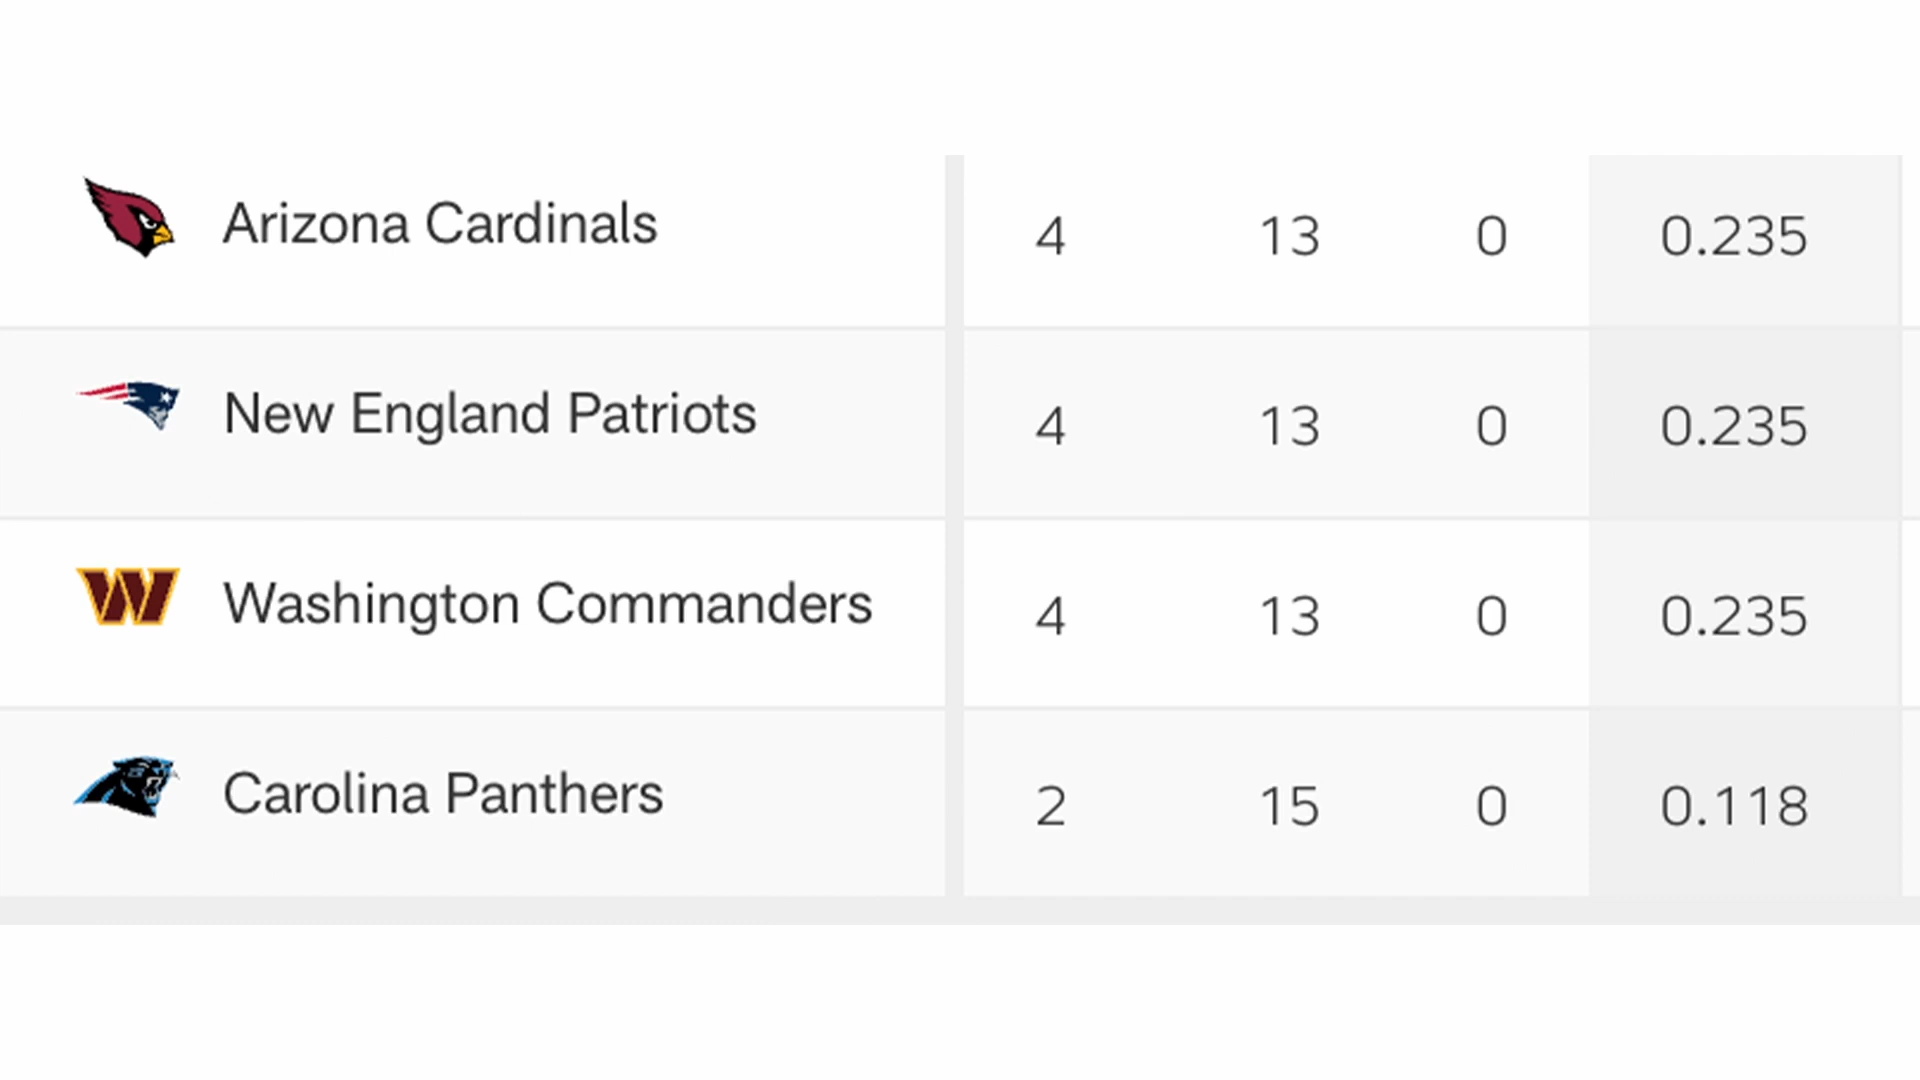 Arizona Cardinals 4 13 0 0.235
New England Patriots 4 13 0 0.235
Washington Commanders 4 13 0 0.235
Carolina Panthers 2 15 0 0.118